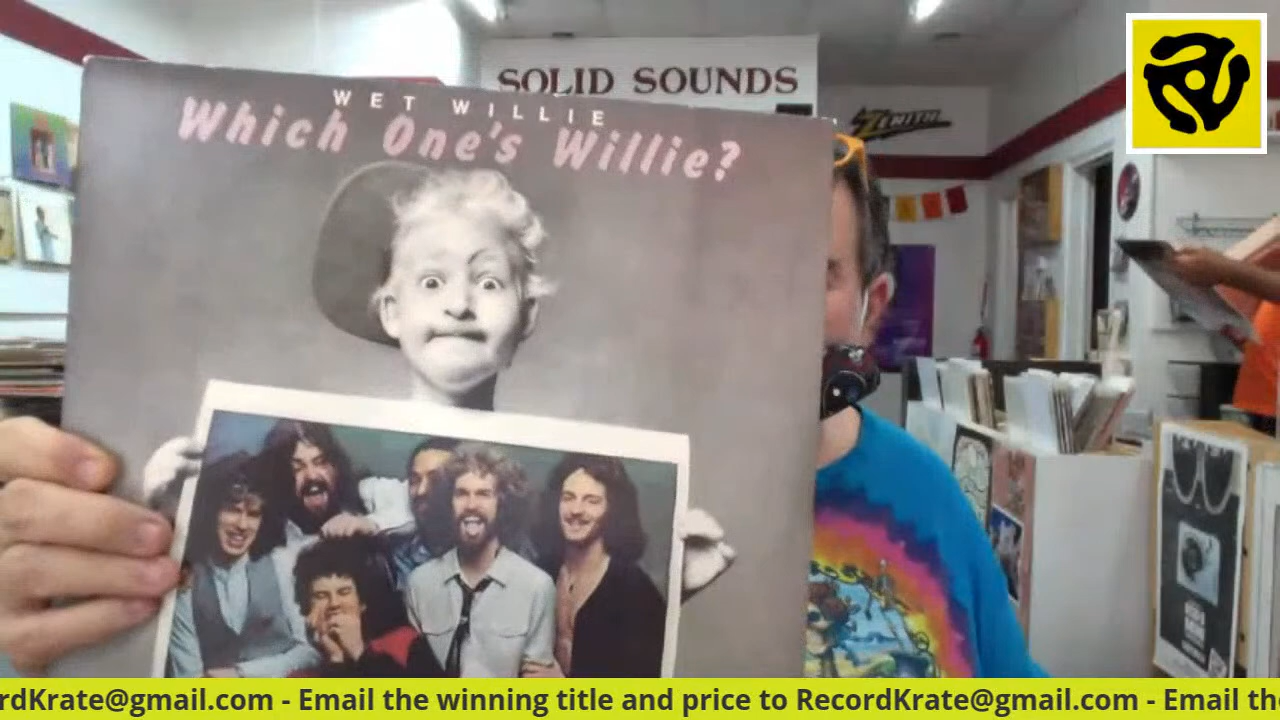 SOLID SOUNDS
WET WILLIE
Which One's Willie?
ZENITH
rdKrate@gmail.com - Email the winning title and price to RecordKrate@gmail.com - Email th